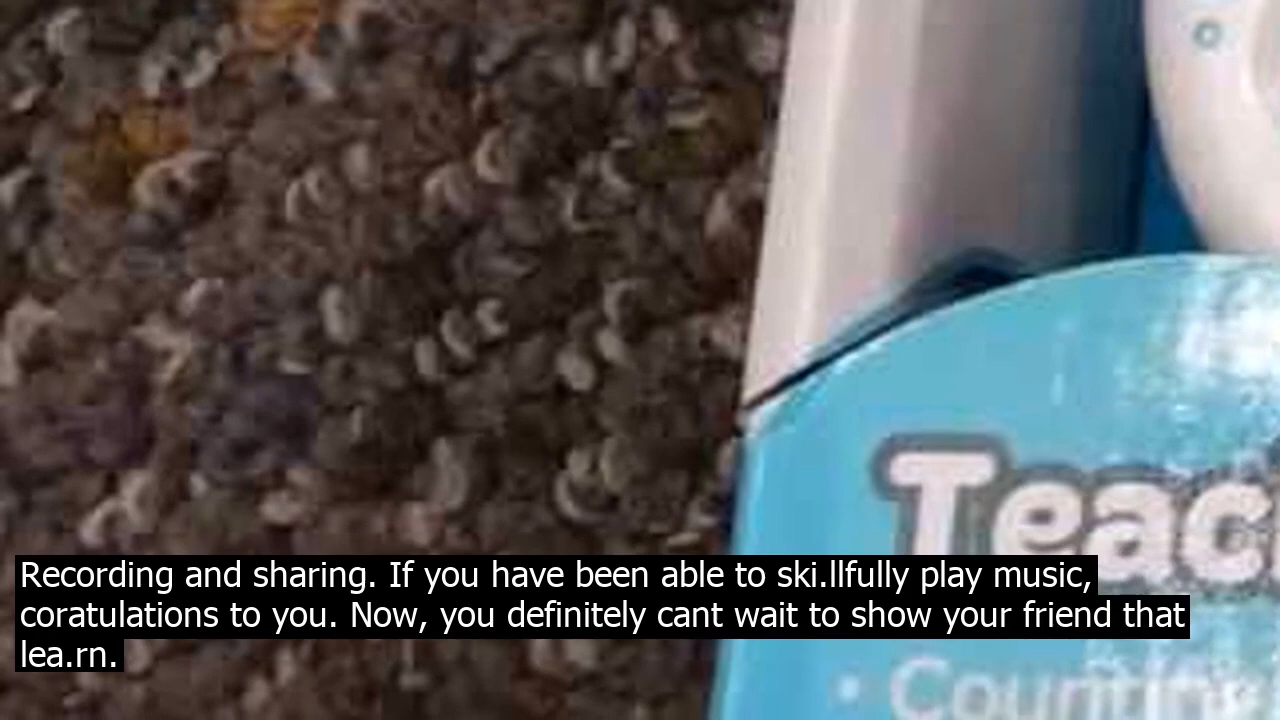 Teac
Recording and sharing. If you have been able to ski.llfully play music,
coratulations to you. Now, you definitely cant wait to show your friend that
lea.rn.